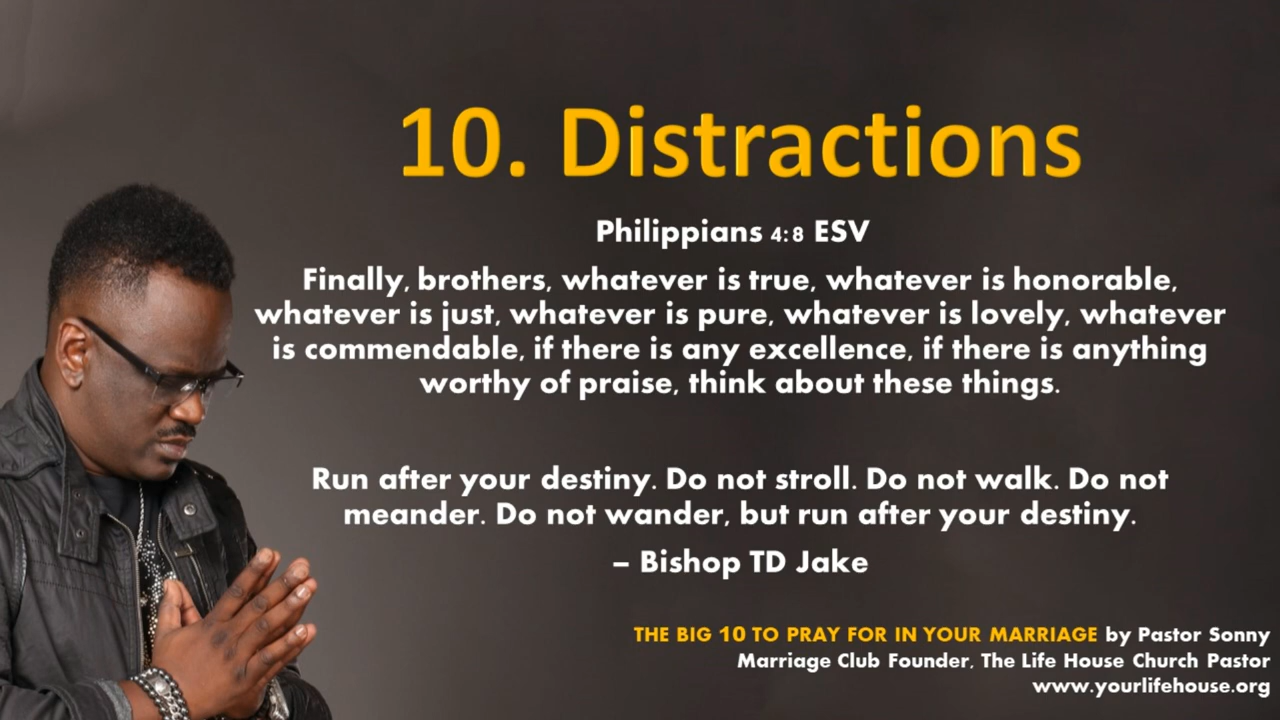 10. Distractions
Philippians 4:8 ESV
Finally, brothers, whatever is true, whatever is honorable,
whatever is just, whatever is pure, whatever is lovely, whatever
is commendable, if there is any excellence, if there is anything
worthy of praise, think about these things.
Run after your destiny. Do not stroll. Do not walk. Do not
meander. Do not wander, but run after your destiny.
– Bishop TD Jake
THE BIG 10 TO PRAY FOR IN YOUR MARRIAGE by Pastor Sonny
Marriage Club Founder, The Life House Church Pastor
www.yourlifehouse.org